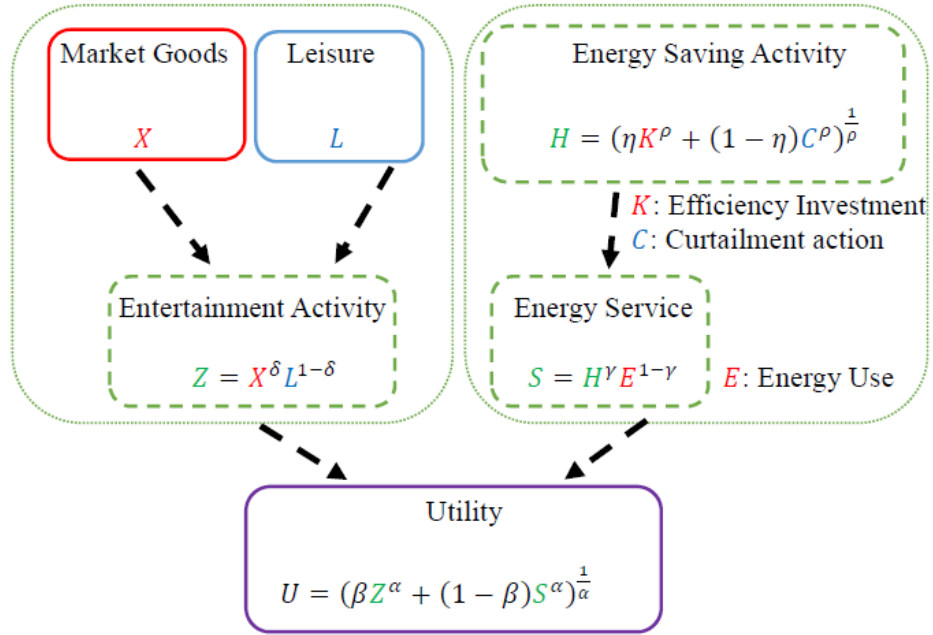 Market Goods
X
Leisure
L
Entertainment Activity
Z = X^δ L^{1−δ}
Energy Saving Activity
H = (ηK^ρ + (1 − η)C^ρ)^{1/ρ}
K: Efficiency Investment
C: Curtailment action
Energy Service
S = H^γ E^{1−γ}
E: Energy Use
Utility
U = (βZ^α + (1 − β)S^α)^{1/α}